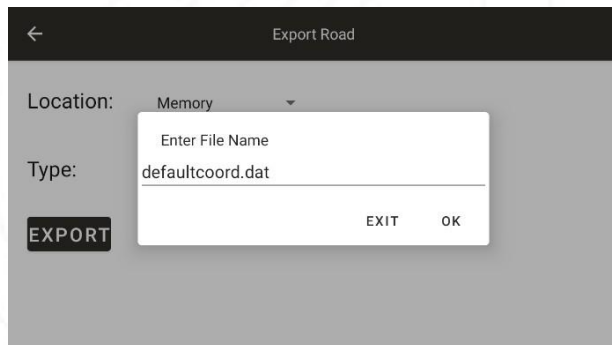 Export Road
Location: Memory
Enter File Name
Type:
defaultcoord.dat
EXIT OK
EXPORT